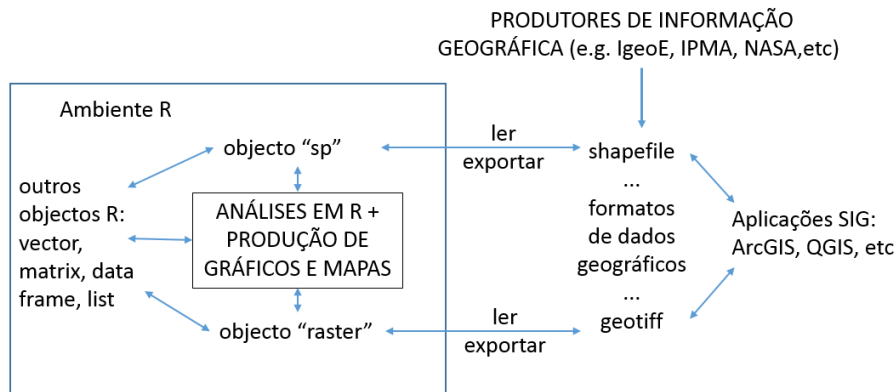 PRODUTORES DE INFORMAÇÃO
GEOGRÁFICA (e.g. IgeoE, IPMA, NASA,etc)
Ambiente R
objecto “sp”
ler
exportar
shapefile
...
formatos
de dados
geográficos
...
geotiff
outros
objectos R:
vector,
matrix, data
frame, list
ANÁLISES EM R +
PRODUÇÃO DE
GRÁFICOS E MAPAS
Aplicações SIG:
ArcGIS, QGIS, etc
objecto “raster”
ler
exportar